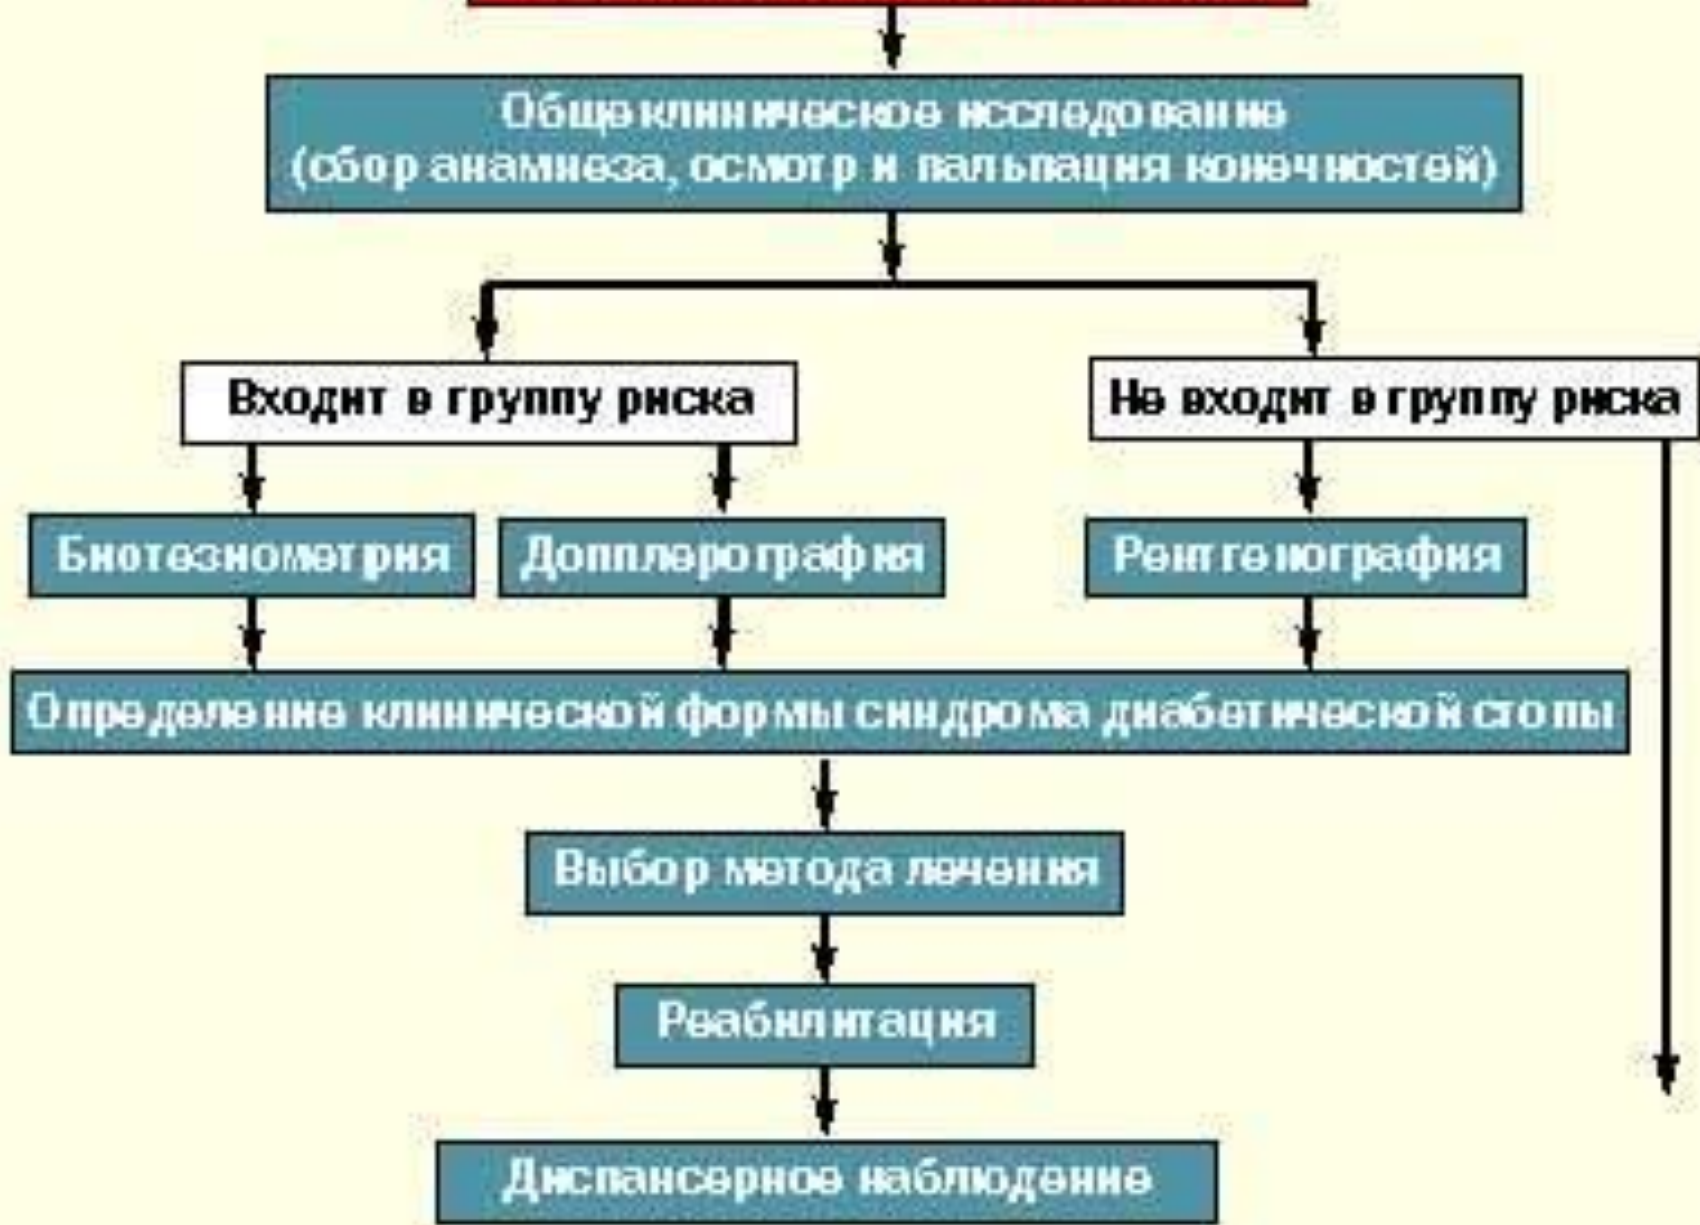 Общеклиническое исследование
(сбор анамнеза, осмотр и пальпация конечностей)
Входит в группу риска
Не входит в группу риска
Биотезиометрия
Допплерография
Рентгенография
Определение клинической формы синдрома диабетической стопы
Выбор метода лечения
Реабилитация
Диспансерное наблюдение